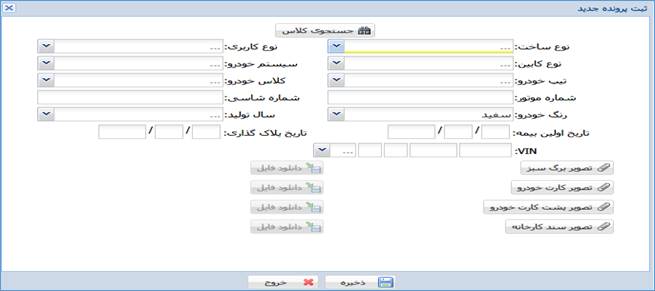 ثبت پرونده جدید
جستجوی کلاس
نوع ساخت: --- نوع کاربری: ---
نوع کابین: --- سیستم خودرو: ---
تیپ خودرو: --- کلاس خودرو: ---
شماره موتور: شماره شاسی:
رنگ خودرو: سفید سال تولید: ---
تاریخ اولین بیمه: / / تاریخ پلاک گذاری: / /
VIN: ---
تصویر برگ سبز دانلود فایل
تصویر کارت خودرو دانلود فایل
تصویر پشت کارت خودرو دانلود فایل
تصویر سند کارخانه دانلود فایل
ذخیره خروج